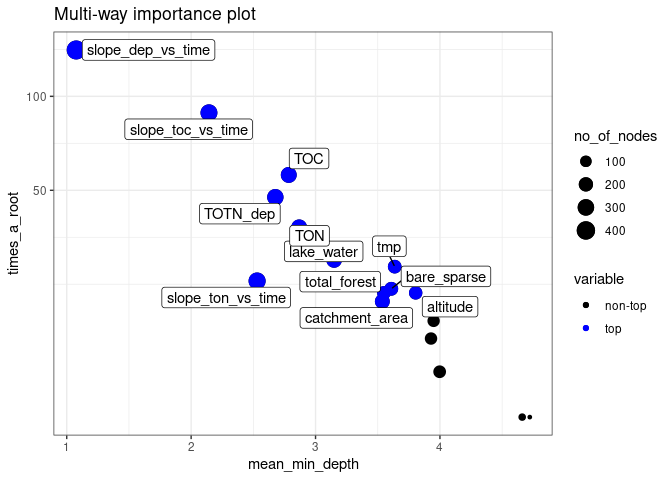 Multi-way importance plot
slope_dep_vs_time
100
slope_toc_vs_time
TOC
50
TOTN_dep
TON
lake_water
tmp
total_forest
bare_sparse
slope_ton_vs_time
altitude
catchment_area
times_a_root
1
2
3
4
mean_min_depth
no_of_nodes
100
200
300
400
variable
non-top
top